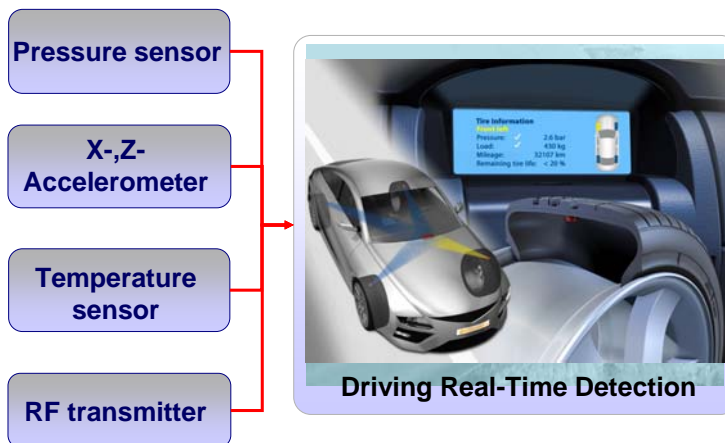 Pressure sensor
X-,Z-
Accelerometer
Temperature
sensor
RF transmitter
Tire Information
Front left
Pressure: ✓ 2.6 bar
Load: ✓ 430 kg
Mileage: 32107 km
Remaining tire life: < 20 %
Driving Real-Time Detection